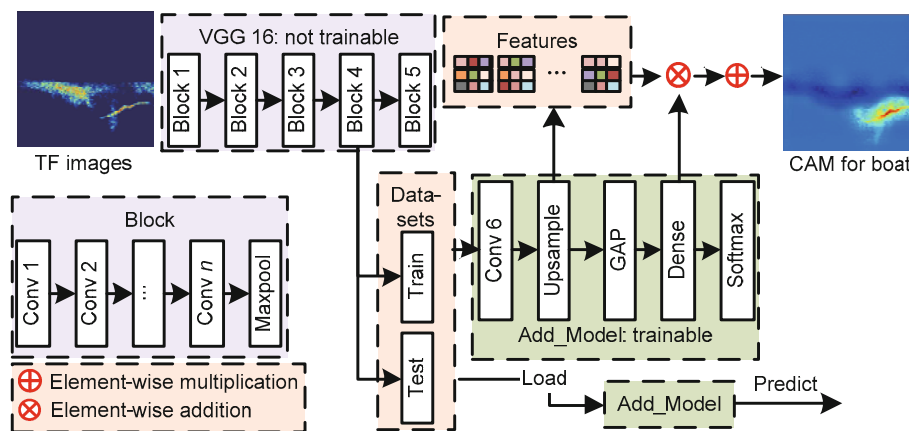 VGG 16: not trainable
Block 1
Block 2
Block 3
Block 4
Block 5
TF images
Features
...
CAM for boat
Block
Conv 1
Conv 2
...
Conv n
Maxpool
Data-
sets
Train
Test
Conv 6
Upsample
GAP
Dense
Softmax
Add_Model: trainable
Element-wise multiplication
Element-wise addition
Load
Add_Model
Predict